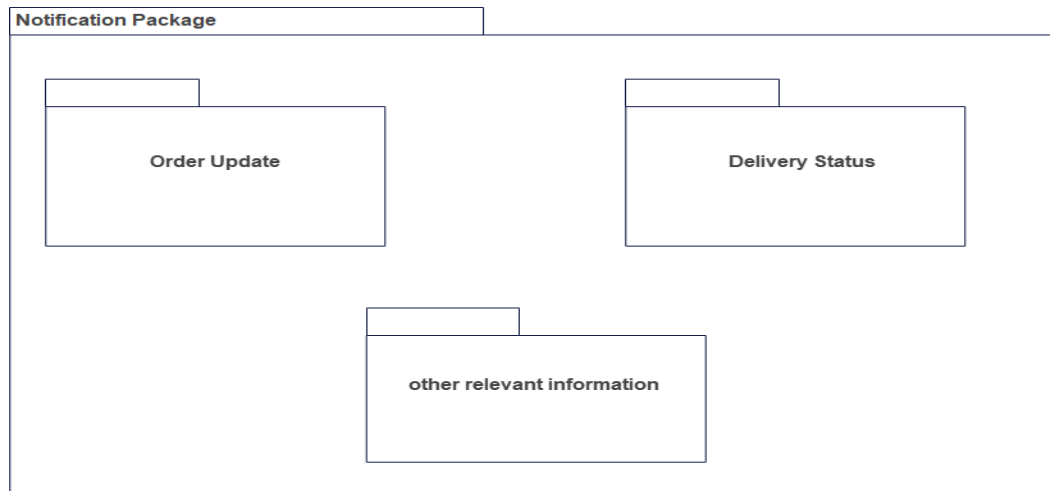 Notification Package
Order Update
Delivery Status
other relevant information